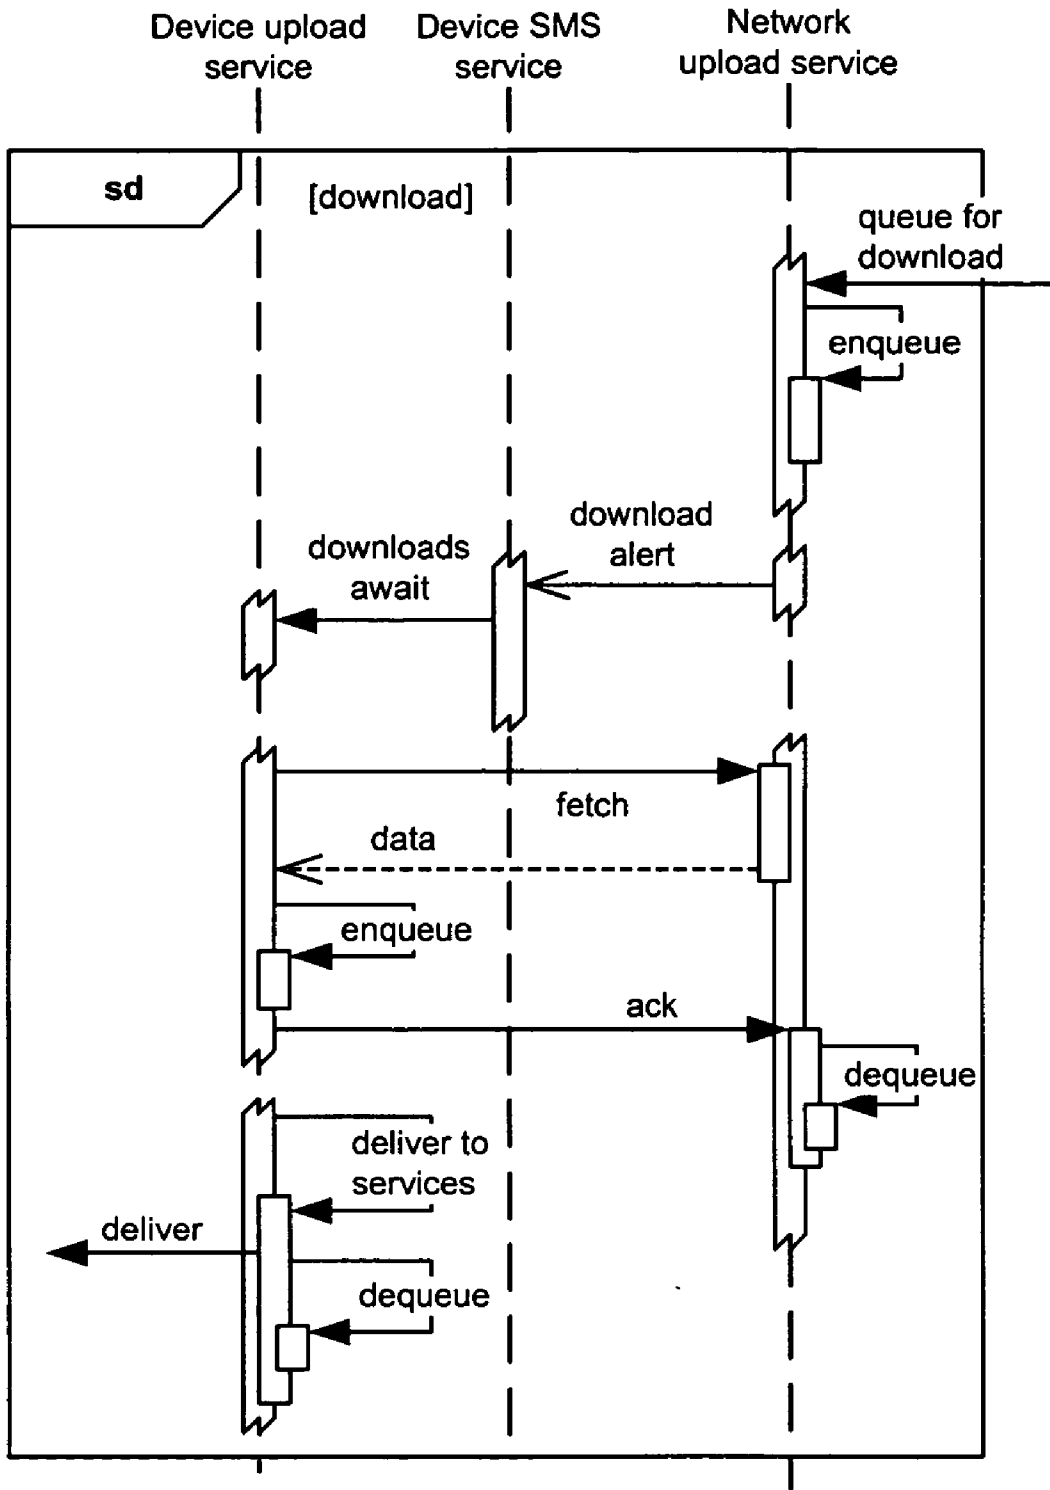 Device upload
service
Device SMS
service
Network
upload service
sd
[download]
queue for
download
enqueue
download
alert
downloads
await
fetch
data
enqueue
ack
dequeue
deliver to
services
deliver
dequeue